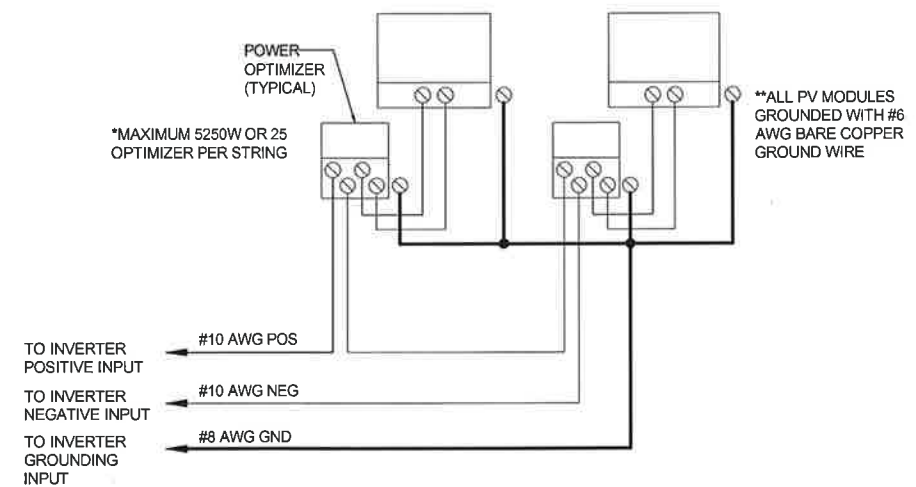 POWER
OPTIMIZER
(TYPICAL)
*MAXIMUM 5250W OR 25
OPTIMIZER PER STRING
**ALL PV MODULES
GROUNDED WITH #6
AWG BARE COPPER
GROUND WIRE
#10 AWG POS
TO INVERTER
POSITIVE INPUT
#10 AWG NEG
TO INVERTER
NEGATIVE INPUT
#8 AWG GND
TO INVERTER
GROUNDING
INPUT